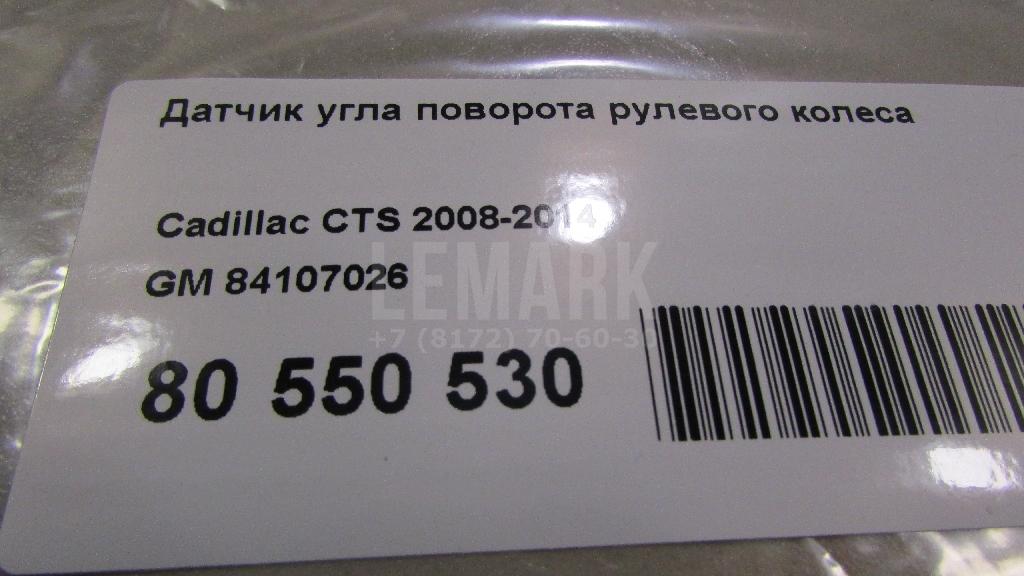 Датчик угла поворота рулевого колеса
Cadillac CTS 2008-2014
GM 84107026
LEMARK
+7 (8172) 70-60-30
80 550 530